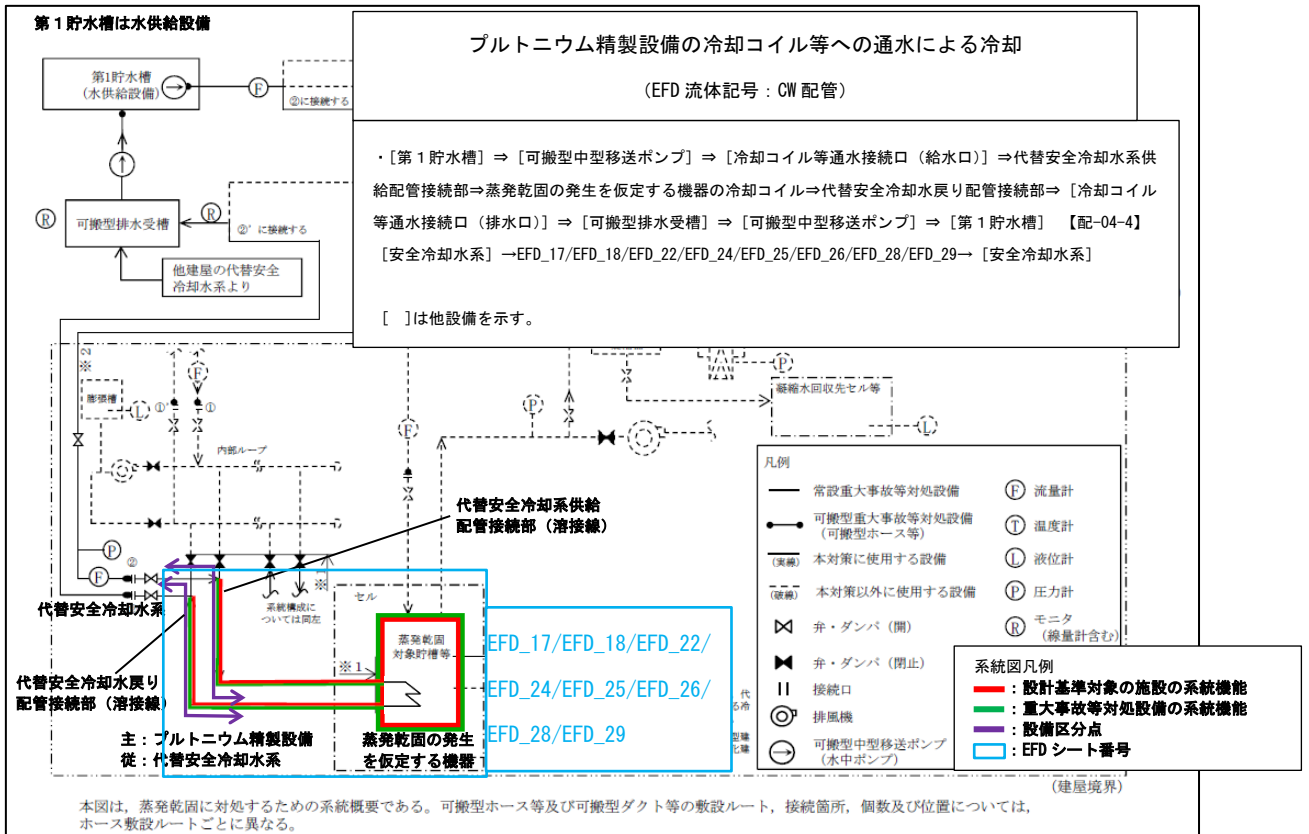 第１貯水槽は水供給設備
プルトニウム精製設備の冷却コイル等への通水による冷却
(EFD 流体記号：CW 配管)
・[第１貯水槽] ⇒ [可搬型中型移送ポンプ] ⇒ [冷却コイル等通水接続口（給水口)] ⇒代替安全冷却水系供
給配管接続部⇒蒸発乾固の発生を仮定する機器の冷却コイル⇒代替安全冷却水戻り配管接続部⇒ [冷却コイル
等通水接続口（排水口)] ⇒ [可搬型排水受槽] ⇒ [可搬型中型移送ポンプ] ⇒ [第１貯水槽] 【配-04-4】
[安全冷却水系] →EFD_17/EFD_18/EFD_22/EFD_24/EFD_25/EFD_26/EFD_28/EFD_29→ [安全冷却水系]
[ ]は他設備を示す。
第1貯水槽
(水供給設備)
F
②に接続する
R
可搬型排水受槽
R
②’に接続する
他建屋の代替安全
冷却水系より
※2
膨張槽
L
①’
F
①
内部ループ
F
P
P
凝縮水回収先セル等
L
代替安全冷却系供給
配管接続部（溶接線）
P
②
F
代替安全冷却水系
※1
系統構成に
ついては同左
セル
蒸発乾固
対象貯槽等
※1
代替安全冷却水戻り
配管接続部（溶接線）
主：プルトニウム精製設備
従：代替安全冷却水系
蒸発乾固の発生
を仮定する機器
EFD_17/EFD_18/EFD_22/
EFD_24/EFD_25/EFD_26/
EFD_28/EFD_29
凡例
常設重大事故等対処設備
可搬型重大事故等対処設備
(可搬型ホース等)
(実線)
本対策に使用する設備
(破線)
本対策以外に使用する設備
弁・ダンパ（開）
弁・ダンパ（閉止）
接続口
排風機
可搬型中型移送ポンプ
(水中ポンプ)
F 流量計
T 温度計
L 液位計
P 圧力計
R モニタ
(線量計含む)
系統図凡例
：設計基準対象の施設の系統機能
：重大事故等対処設備の系統機能
：設備区分点
：EFD シート番号
(建屋境界)
本図は，蒸発乾固に対処するための系統概要である。可搬型ホース等及び可搬型ダクト等の敷設ルート，接続箇所，個数及び位置については，
ホース敷設ルートごとに異なる。